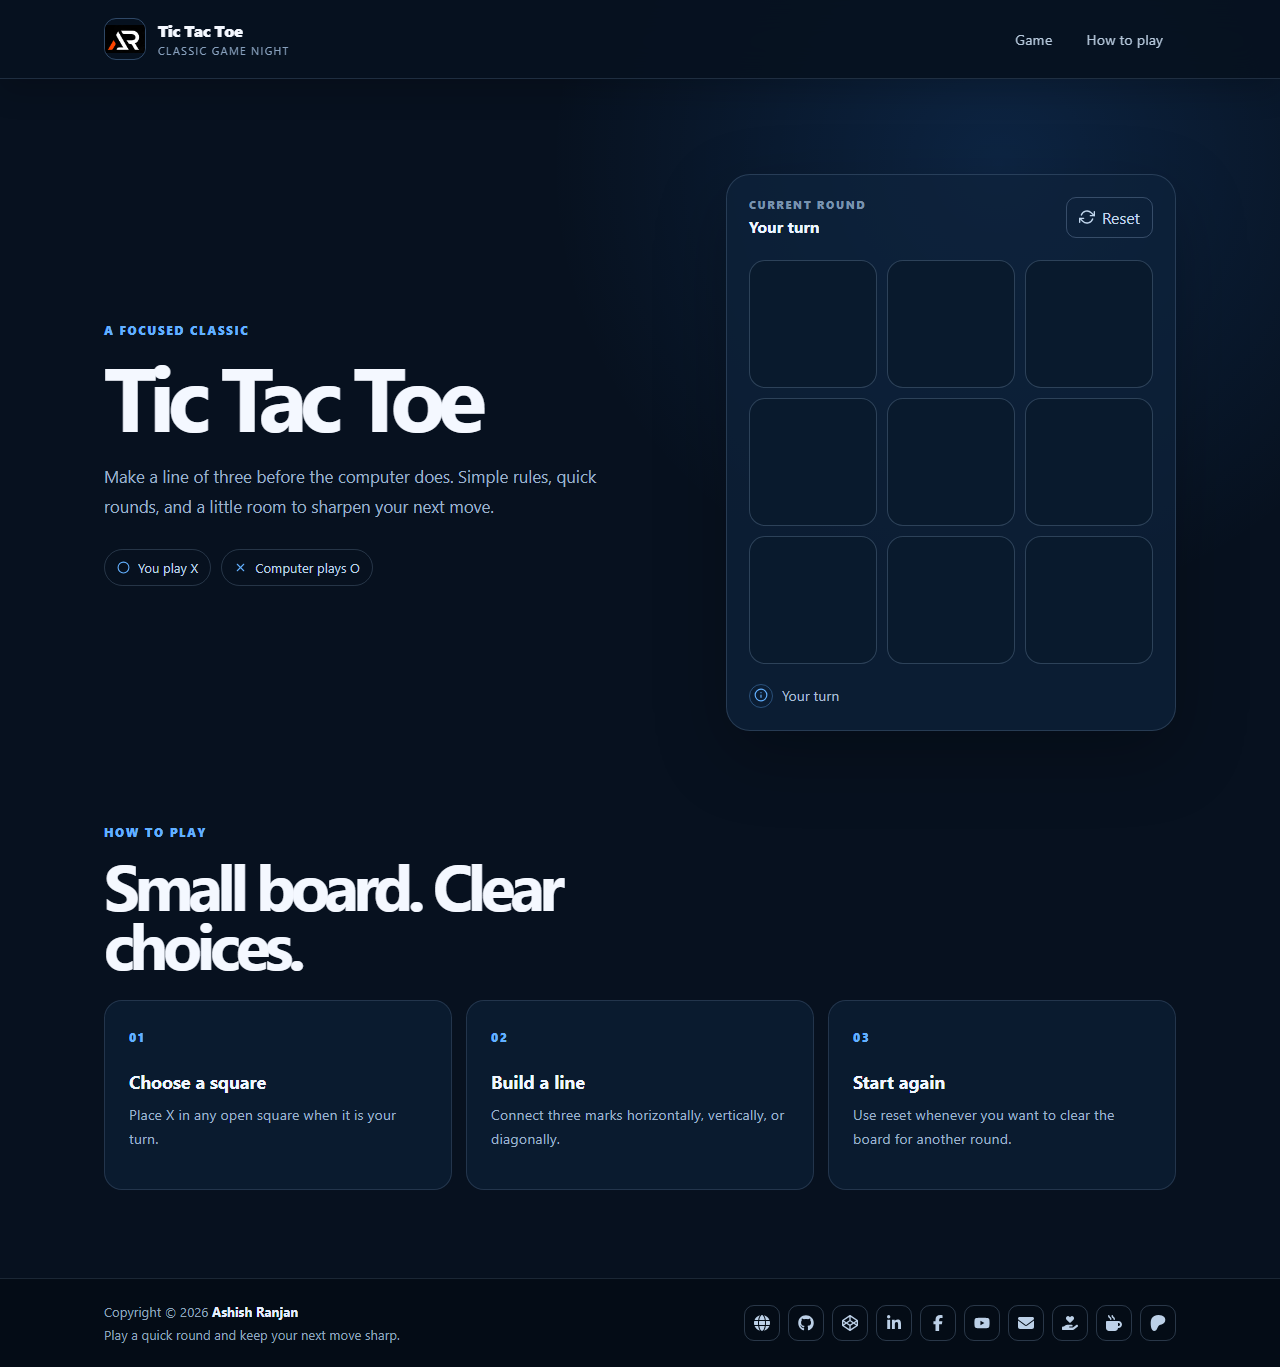 AR
Tic Tac Toe
CLASSIC GAME NIGHT
Game
How to play
A FOCUSED CLASSIC
Tic Tac Toe
Make a line of three before the computer does. Simple rules, quick
rounds, and a little room to sharpen your next move.
You play X
Computer plays O
CURRENT ROUND
Your turn
Reset
Your turn
HOW TO PLAY
Small board. Clear
choices.
01
Choose a square
Place X in any open square when it is your
turn.
02
Build a line
Connect three marks horizontally, vertically, or
diagonally.
03
Start again
Use reset whenever you want to clear the
board for another round.
Copyright © 2026 Ashish Ranjan
Play a quick round and keep your next move sharp.